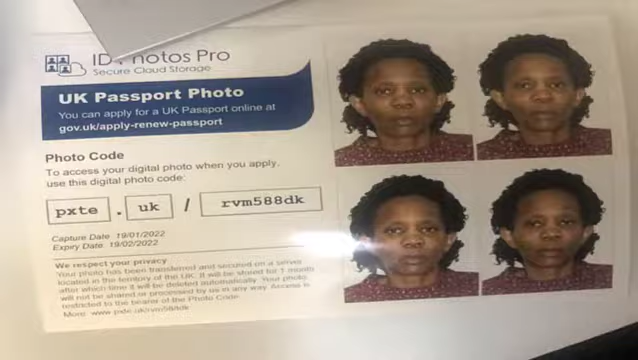 ID Photos Pro
Secure Cloud Storage
UK Passport Photo
You can apply for a UK Passport online at
gov.uk/apply-renew-passport
Photo Code
To access your digital photo when you apply,
use this digital photo code:
pxte . uk / rvm588dk
Capture Date 19/01/2022
Expiry Date 19/02/2022
We respect your privacy
Your photo has been transferred and secured on a server
located in the territory of the UK. It will be stored for 1 month
after which time it will be deleted automatically. Your photo
will not be shared or processed by us in any way. Access is
restricted to the bearer of the Photo Code.
More: www.pxte.uk/rvm588dk